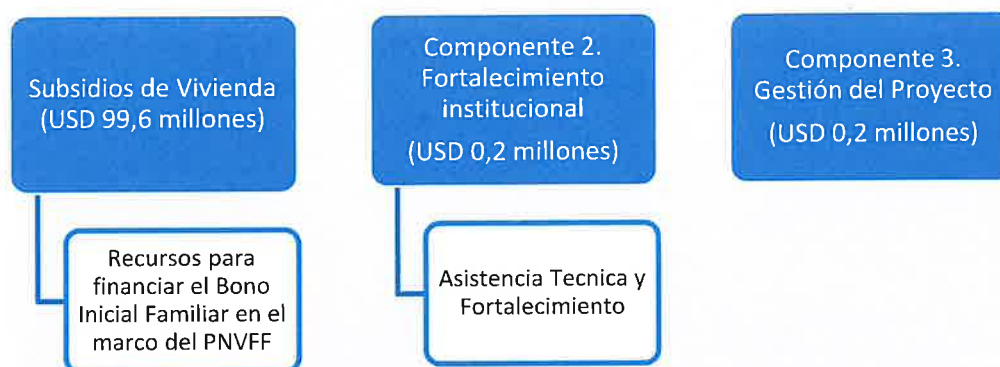 Subsidios de Vivienda
(USD 99,6 millones)
Recursos para
financiar el Bono
Inicial Familiar en el
marco del PNVFF
Componente 2.
Fortalecimiento
institucional
(USD 0,2 millones)
Asistencia Tecnica y
Fortalecimiento
Componente 3.
Gestión del Proyecto
(USD 0,2 millones)